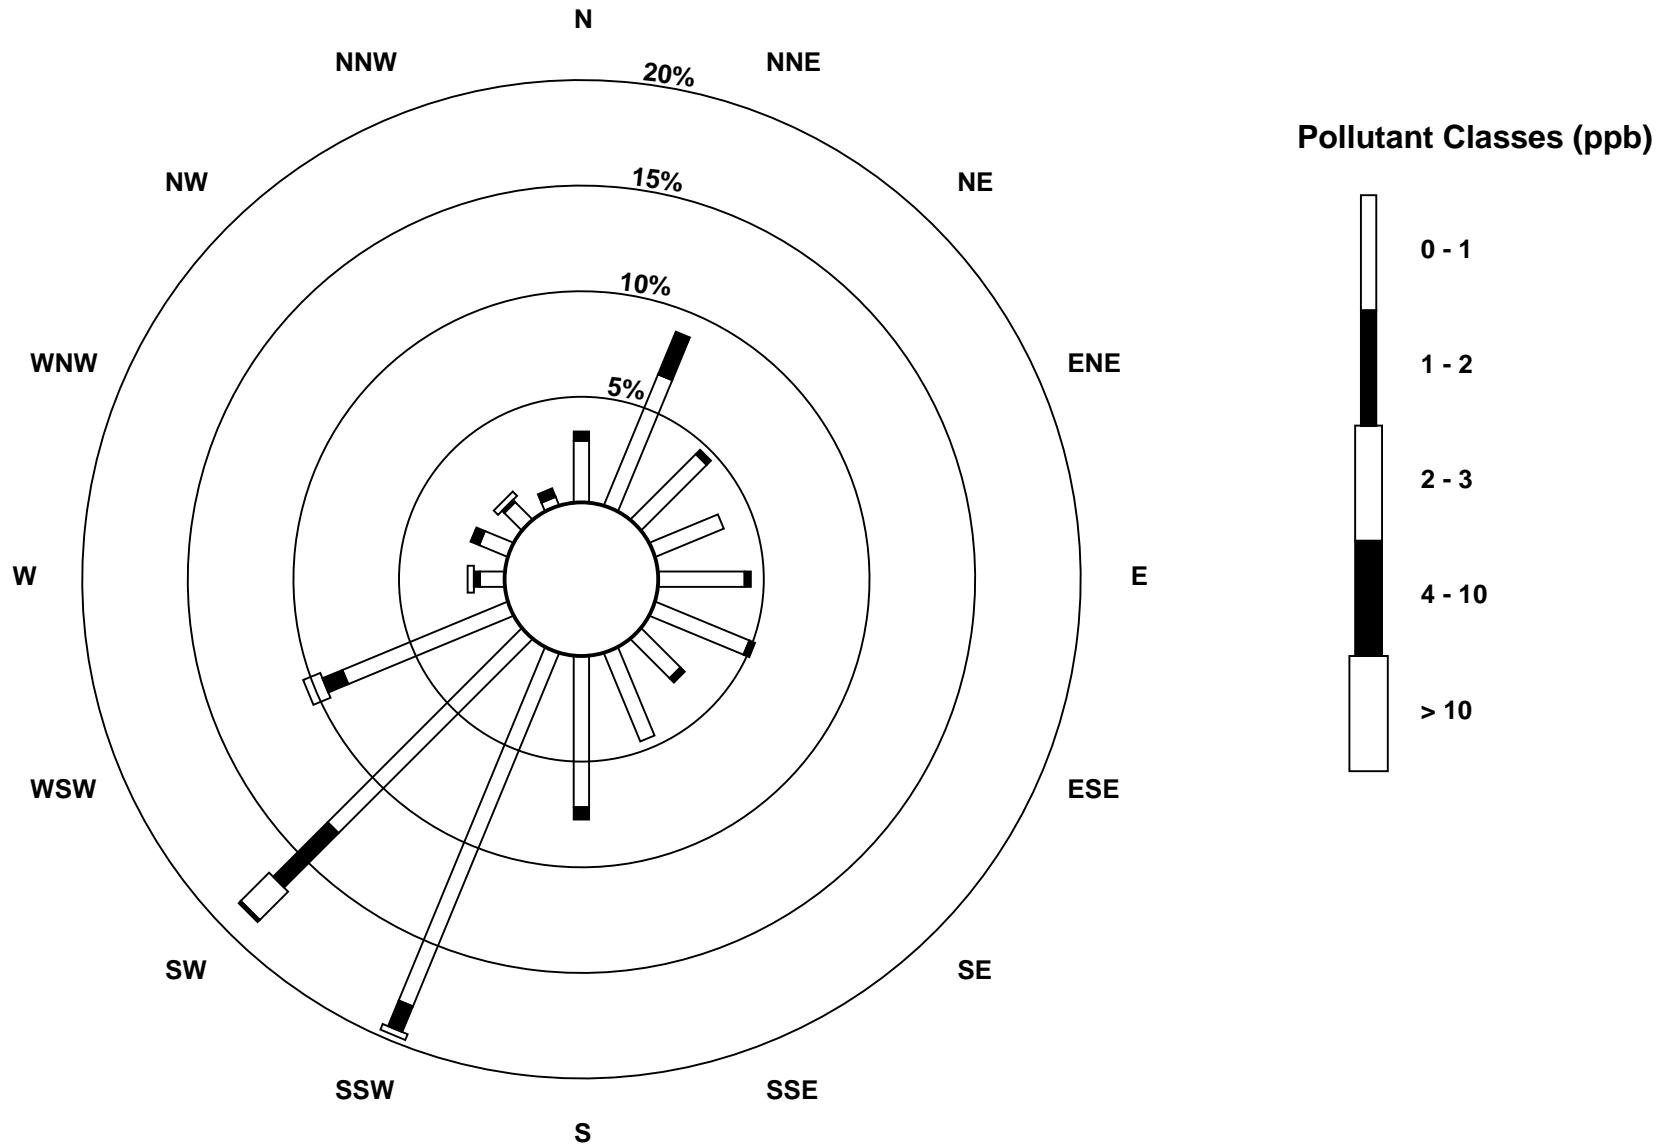 N
NNW
NNE
20%
Pollutant Classes (ppb)
NW
15%
NE
0 - 1
10%
WNW
ENE
1 - 2
5%
2 - 3
W
E
4 - 10
> 10
WSW
ESE
SW
SE
SSW
SSE
S